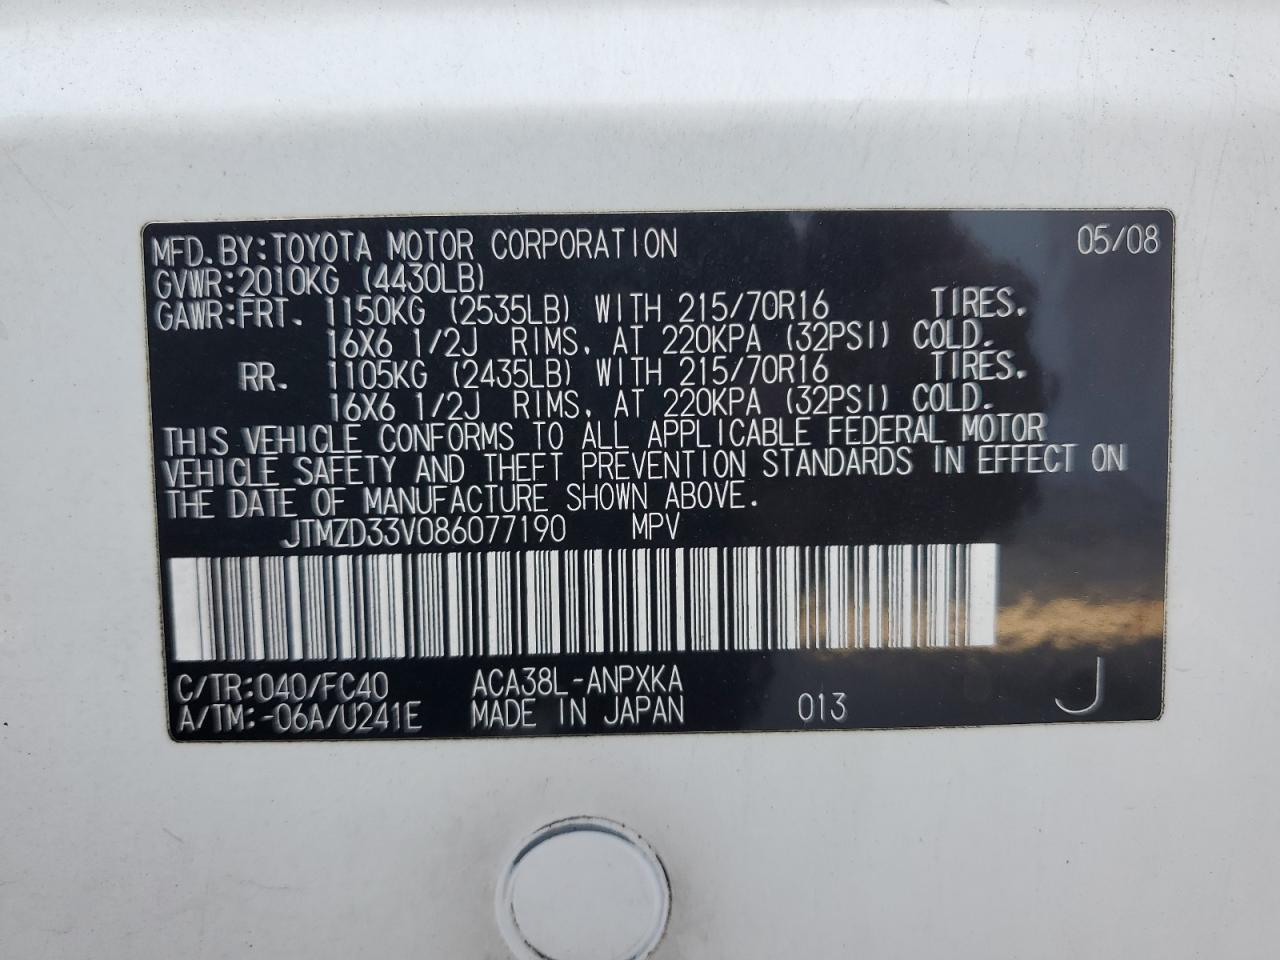 MFD. BY: TOYOTA MOTOR CORPORATION 05/08
GVWR: 2010KG (4430LB)
GAWR: FRT. 1150KG (2535LB) WITH 215/70R16 TIRES.
16X6 1/2J RIMS. AT 220KPA (32PSI) COLD.
RR. 1105KG (2435LB) WITH 215/70R16 TIRES.
16X6 1/2J RIMS. AT 220KPA (32PSI) COLD.
THIS VEHICLE CONFORMS TO ALL APPLICABLE FEDERAL MOTOR
VEHICLE SAFETY AND THEFT PREVENTION STANDARDS IN EFFECT ON
THE DATE OF MANUFACTURE SHOWN ABOVE.
JTMZD33V086077190 MPV
C/TR: 040/FC40 ACA38L-ANPXKA
A/TM: -06A/U241E MADE IN JAPAN 013 J